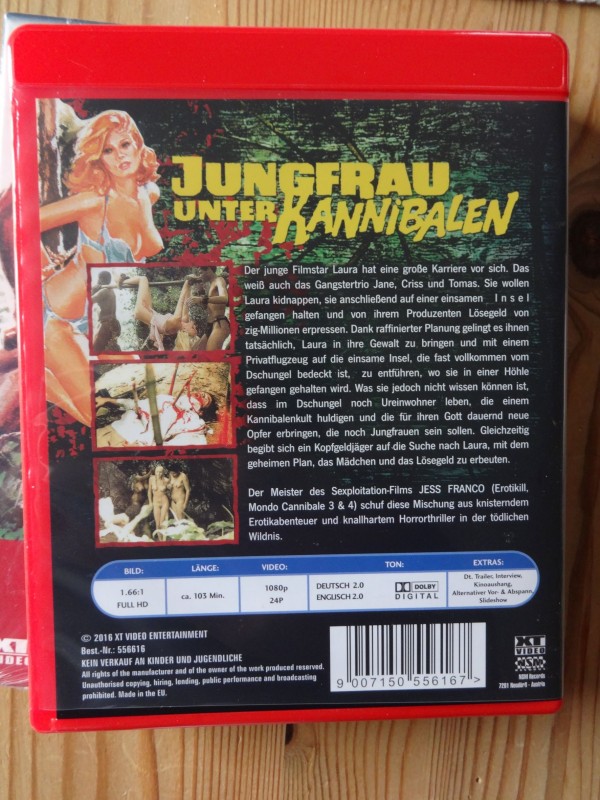 JUNGFRAU
UNTER KANNIBALEN
Der junge Filmstar Laura hat eine große Karriere vor sich. Das
weiß auch das Gangstertrio Jane, Criss und Tomas. Sie wollen
Laura kidnappen, sie anschließend auf einer einsamen Insel
gefangen halten und von ihrem Produzenten Lösegeld von
zig-Millionen erpressen. Dank raffinierter Planung gelingt es ihnen
tatsächlich, Laura in ihre Gewalt zu bringen und mit einem
Privatflugzeug auf die einsame Insel, die fast vollkommen vom
Dschungel bedeckt ist, zu entführen, wo sie in einer Höhle
gefangen gehalten wird. Was sie jedoch nicht wissen können ist,
dass im Dschungel noch Ureinwohner leben, die einem
Kannibalenkult huldigen und die für ihren Gott dauernd neue
Opfer erbringen, die noch Jungfrauen sein sollen. Gleichzeitig
begibt sich ein Kopfgeldjäger auf die Suche nach Laura, mit dem
geheimen Plan, das Mädchen und das Lösegeld zu erbeuten.
Der Meister des Sexploitation-Films JESS FRANCO (Erotikill,
Mondo Cannibale 3 & 4) schuf diese Mischung aus knisterndem
Erotikabenteuer und knallhartem Horrorthriller in der tödlichen
Wildnis.
BILD: LÄNGE: VIDEO: TON: EXTRAS:
1.66:1
FULL HD
ca. 103 Min.
1080p
24P
DEUTSCH 2.0
ENGLISCH 2.0
DOLBY
DIGITAL
Dt. Trailer, Interview,
Kinoaushang,
Alternativer Vor- & Abspann,
Slideshow
© 2016 XT VIDEO ENTERTAINMENT
Best.-Nr.: 556616
KEIN VERKAUF AN KINDER UND JUGENDLICHE
All rights of the manufacturer and of the owner of the work produced reserved.
Unauthorised copying, hiring, lending, public performance and broadcasting
prohibited. Made in the EU.
9 007150 556167 >
XT
VIDEO
NSM
NSM Records
7291 Neudörfl - Austria
XT
VIDEO